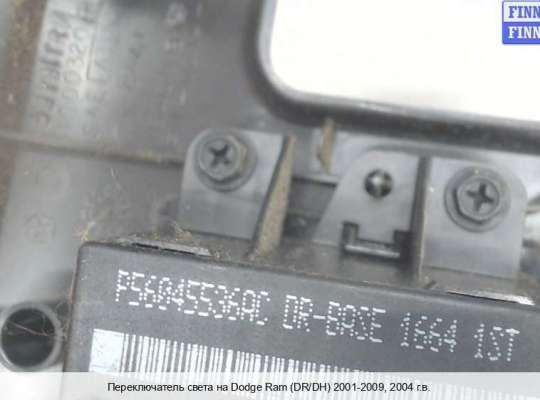 FINN
FINN
P56045536AC DR-BASE 1664 1ST
Переключатель света на Dodge Ram (DR/DH) 2001-2009, 2004 г.в.